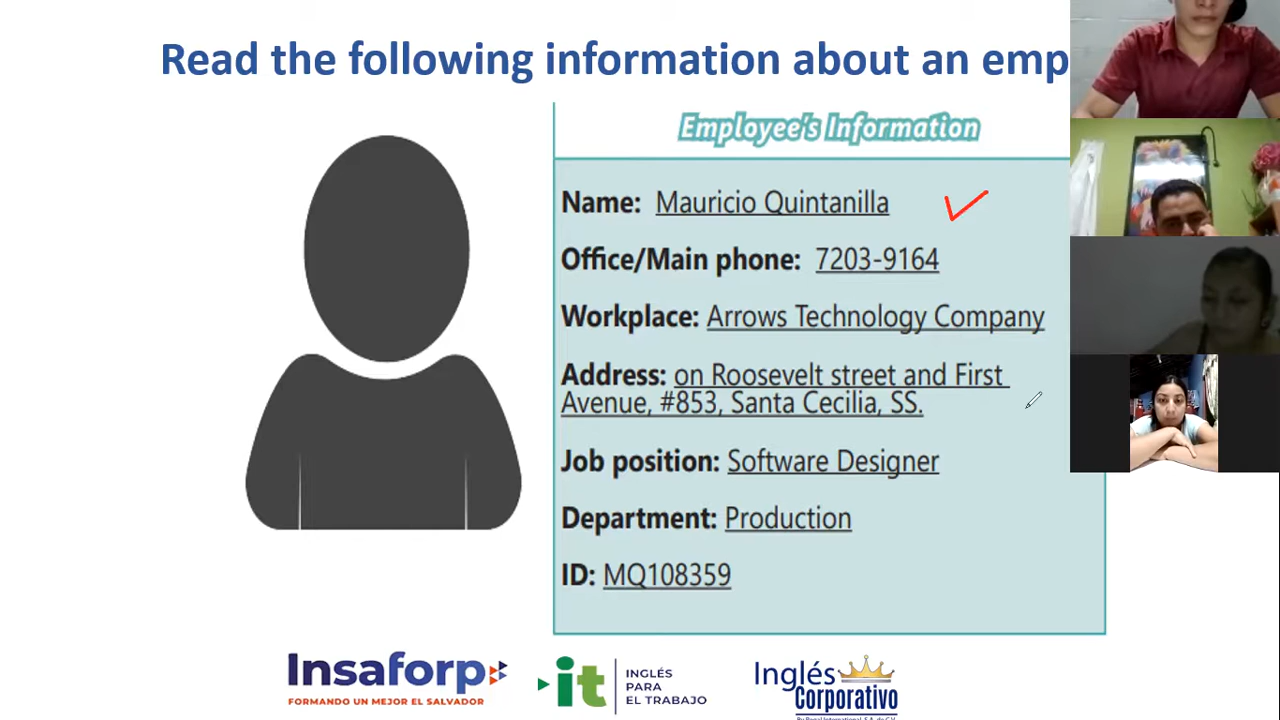 Read the following information about an emp
Employee's Information
Name: Mauricio Quintanilla
Office/Main phone: 7203-9164
Workplace: Arrows Technology Company
Address: on Roosevelt street and First
Avenue, #853, Santa Cecilia, SS.
Job position: Software Designer
Department: Production
ID: MQ108359
Insaforp
FORMANDO UN MEJOR EL SALVADOR
it
INGLÉS
PARA
EL TRABAJO
Inglés
Corporativo